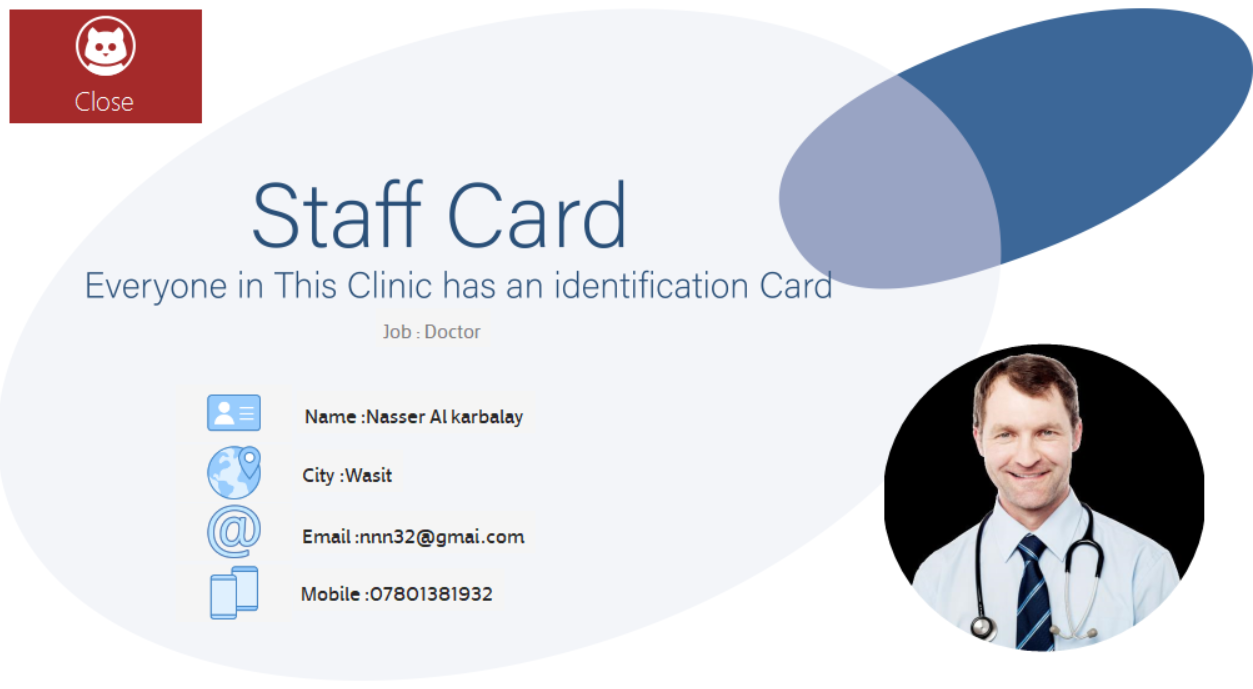 Close
Staff Card
Everyone in This Clinic has an identification Card
Job : Doctor
Name :Nasser Al karbalay
City :Wasit
Email :nnn32@gmai.com
Mobile :07801381932